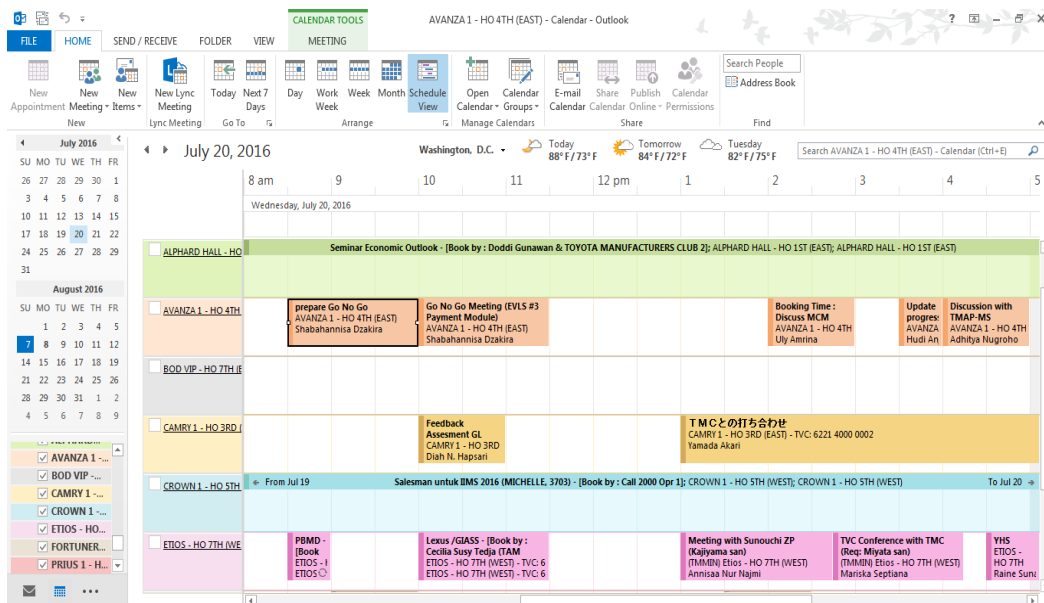 CALENDAR TOOLS
AVANZA 1 - HO 4TH (EAST) - Calendar - Outlook
?
FILE HOME SEND / RECEIVE FOLDER VIEW MEETING
New Appointment
New Meeting
New Items
New Lync Meeting
Today
Next 7 Days
Day
Work Week
Week
Month
Schedule View
Open Calendar
Calendar Groups
E-mail Calendar
Share Calendar
Publish Online
Calendar Permissions
Search People
Address Book
New Lync Meeting Go To Arrange Manage Calendars Share Find
July 2016
SU MO TU WE TH FR
26 27 28 29 30 1
3 4 5 6 7 8
10 11 12 13 14 15
17 18 19 20 21 22
24 25 26 27 28 29
31
August 2016
SU MO TU WE TH FR
1 2 3 4 5
7 8 9 10 11 12
14 15 16 17 18 19
21 22 23 24 25 26
28 29 30 31 1 2
4 5 6 7 8 9
AVANZA 1 -...
BOD VIP -...
CAMRY 1 -...
CROWN 1 -...
ETIOS - HO...
FORTUNER...
PRIUS 1 - H...
July 20, 2016
Washington, D.C.
Today
88° F / 73° F
Tomorrow
84° F / 72° F
Tuesday
82° F / 75° F
Search AVANZA 1 - HO 4TH (EAST) - Calendar (Ctrl+E)
8 am 9 10 11 12 pm 1 2 3 4 5
Wednesday, July 20, 2016
ALPHARD HALL - HO
Seminar Economic Outlook - [Book by : Doddi Gunawan & TOYOTA MANUFACTURERS CLUB 2]; ALPHARD HALL - HO 1ST (EAST); ALPHARD HALL - HO 1ST (EAST)
AVANZA 1 - HO 4TH
prepare Go No Go
AVANZA 1 - HO 4TH (EAST)
Shabahannisa Dzakira
Go No Go Meeting (EVLS #3
Payment Module)
AVANZA 1 - HO 4TH (EAST)
Shabahannisa Dzakira
Booking Time :
Discuss MCM
AVANZA 1 - HO 4TH
Uly Amrina
Update
progres
AVANZA
Hudi An
Discussion with
TMAP-MS
AVANZA 1 - HO 4TH
Adhitya Nugroho
BOD VIP - HO 7TH (E
CAMRY 1 - HO 3RD (
Feedback
Assesment GL
CAMRY 1 - HO 3RD
Diah N. Hapsari
TMCとの打ち合わせ
CAMRY 1 - HO 3RD (EAST) - TVC: 6221 4000 0002
Yamada Akari
CROWN 1 - HO 5TH
From Jul 19
Salesman untuk IIMS 2016 (MICHELLE, 3703) - [Book by : Call 2000 Opr 1]; CROWN 1 - HO 5TH (WEST); CROWN 1 - HO 5TH (WEST)
To Jul 20
ETIOS - HO 7TH (WE
PBMD -
[Book
ETIOS - H
ETIOS
Lexus /GIASS - [Book by :
Cecilia Susy Tedja (TAM
ETIOS - HO 7TH (WEST) - TVC: 6
ETIOS - HO 7TH (WEST) - TVC: 6
Meeting with Sunouchi ZP
(Kajiyama san)
(TMMIN) Etios - HO 7TH (WEST)
Annisaa Nur Najmi
TVC Conference with TMC
(Req: Miyata san)
(TMMIN) Etios - HO 7TH (WEST)
Mariska Septiana
YHS
ETIOS -
HO 7TH
Raine Suna